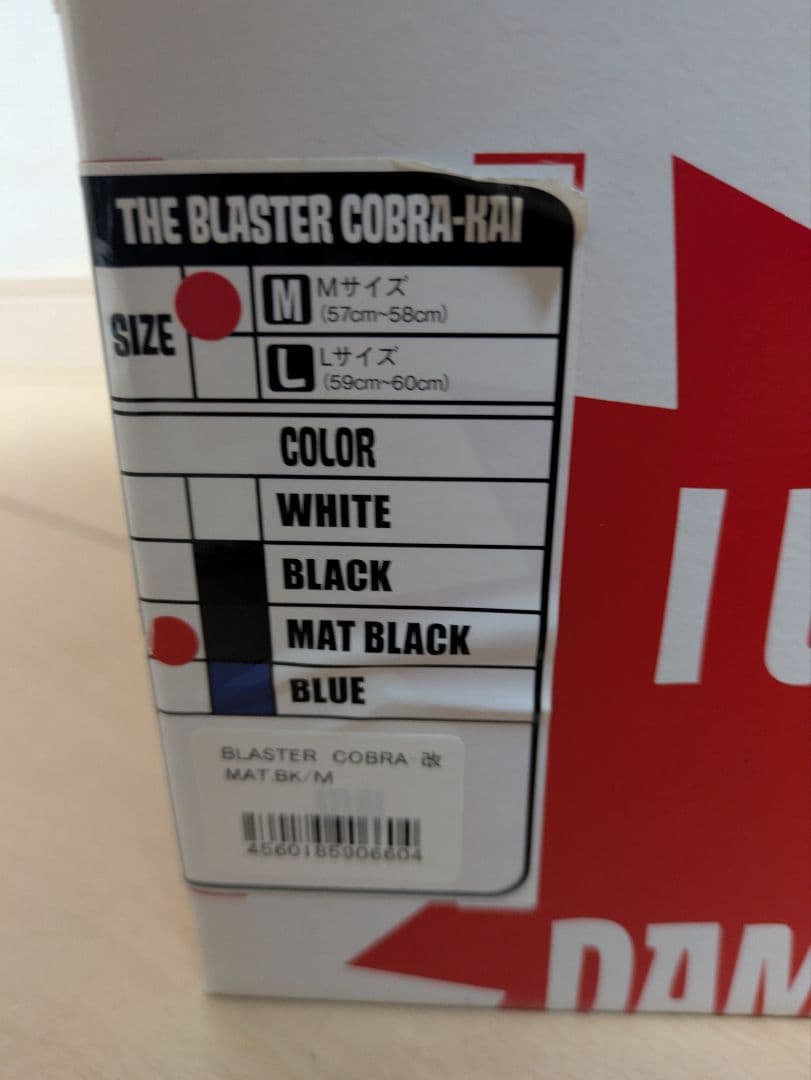 THE BLASTER COBRA-KAI
SIZE
M Mサイズ
(57cm~58cm)
L Lサイズ
(59cm~60cm)
COLOR
WHITE
BLACK
MAT BLACK
BLUE
BLASTER COBRA 改
MAT.BK/M
4560185906604
DAM